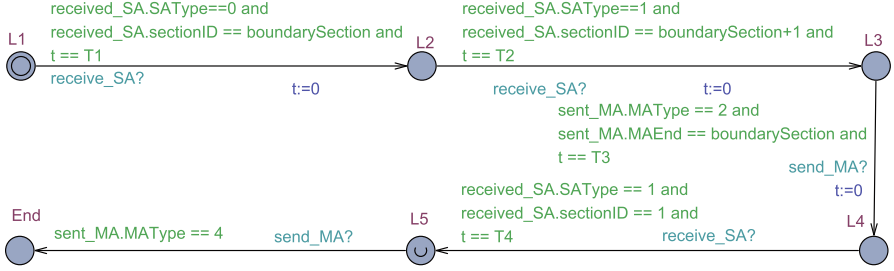 L1
received_SA.SAType==0 and
received_SA.sectionID == boundarySection and
t == T1
receive_SA?
t:=0
L2
received_SA.SAType==1 and
received_SA.sectionID == boundarySection+1 and
t == T2
receive_SA?
t:=0
L3
sent_MA.MAType == 2 and
sent_MA.MAEnd == boundarySection and
t == T3
send_MA?
t:=0
L4
received_SA.SAType == 1 and
received_SA.sectionID == 1 and
t == T4
receive_SA?
L5
sent_MA.MAType == 4
send_MA?
End